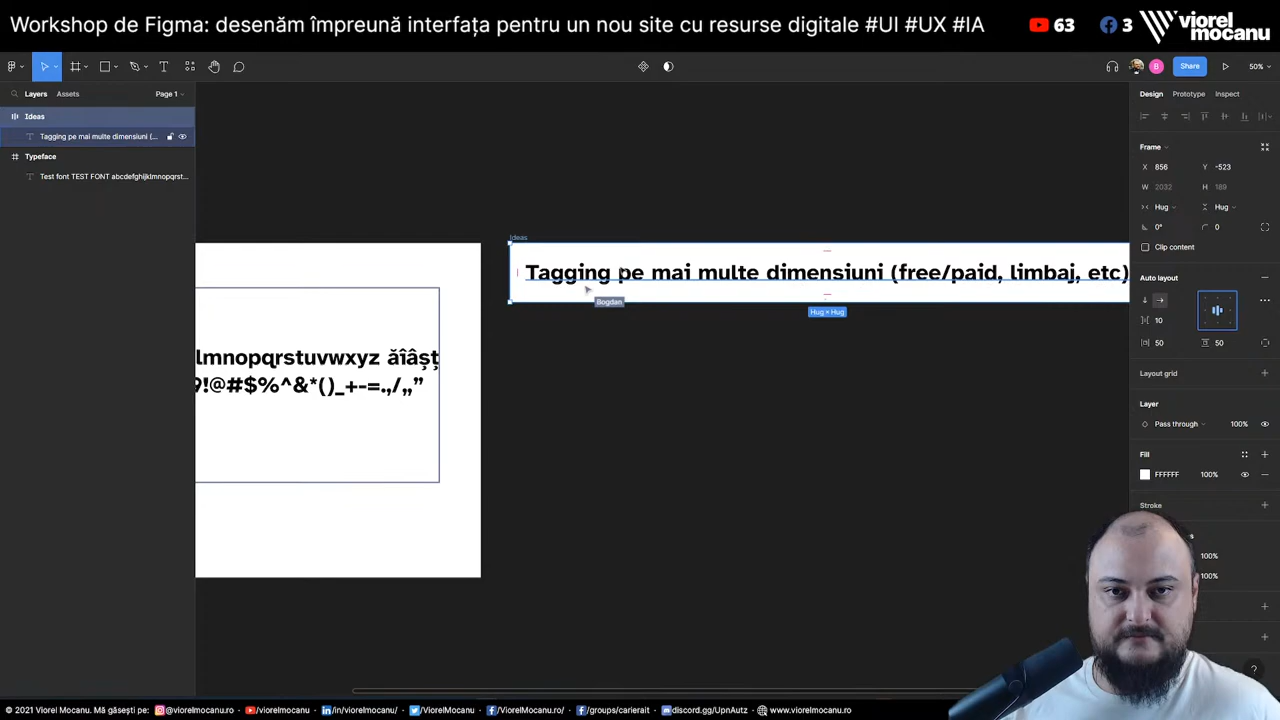 Workshop de Figma: desenăm împreună interfața pentru un nou site cu resurse digitale #UI #UX #IA
63
3
viorel mocanu
Share
50%
Layers
Assets
Page 1
Design
Prototype
Inspect
Ideas
Tagging pe mai multe dimensiuni (...
Typeface
Test font TEST FONT abcdefghijklmnopqrst...
Frame
X 856
Y -523
W 2032
H 189
Hug
Hug
0°
0
Clip content
Auto layout
10
50
50
Layout grid
Layer
Pass through
100%
Fill
FFFFFF
100%
Stroke
100%
100%
Ideas
Tagging pe mai multe dimensiuni (free/paid, limbaj, etc)
Bogdan
Hug × Hug
lmnopqrstuvwxyz ăîâșț
9!@#$%^&*()_+-=.,/„”
© 2021 Viorel Mocanu. Mă găsești pe:
@viorelmocanu.ro
/viorelmocanu
/in/viorelmocanu/
/ViorelMocanu
/ViorelMocanu.ro/
/groups/carierait
discord.gg/UpnAutz
www.viorelmocanu.ro